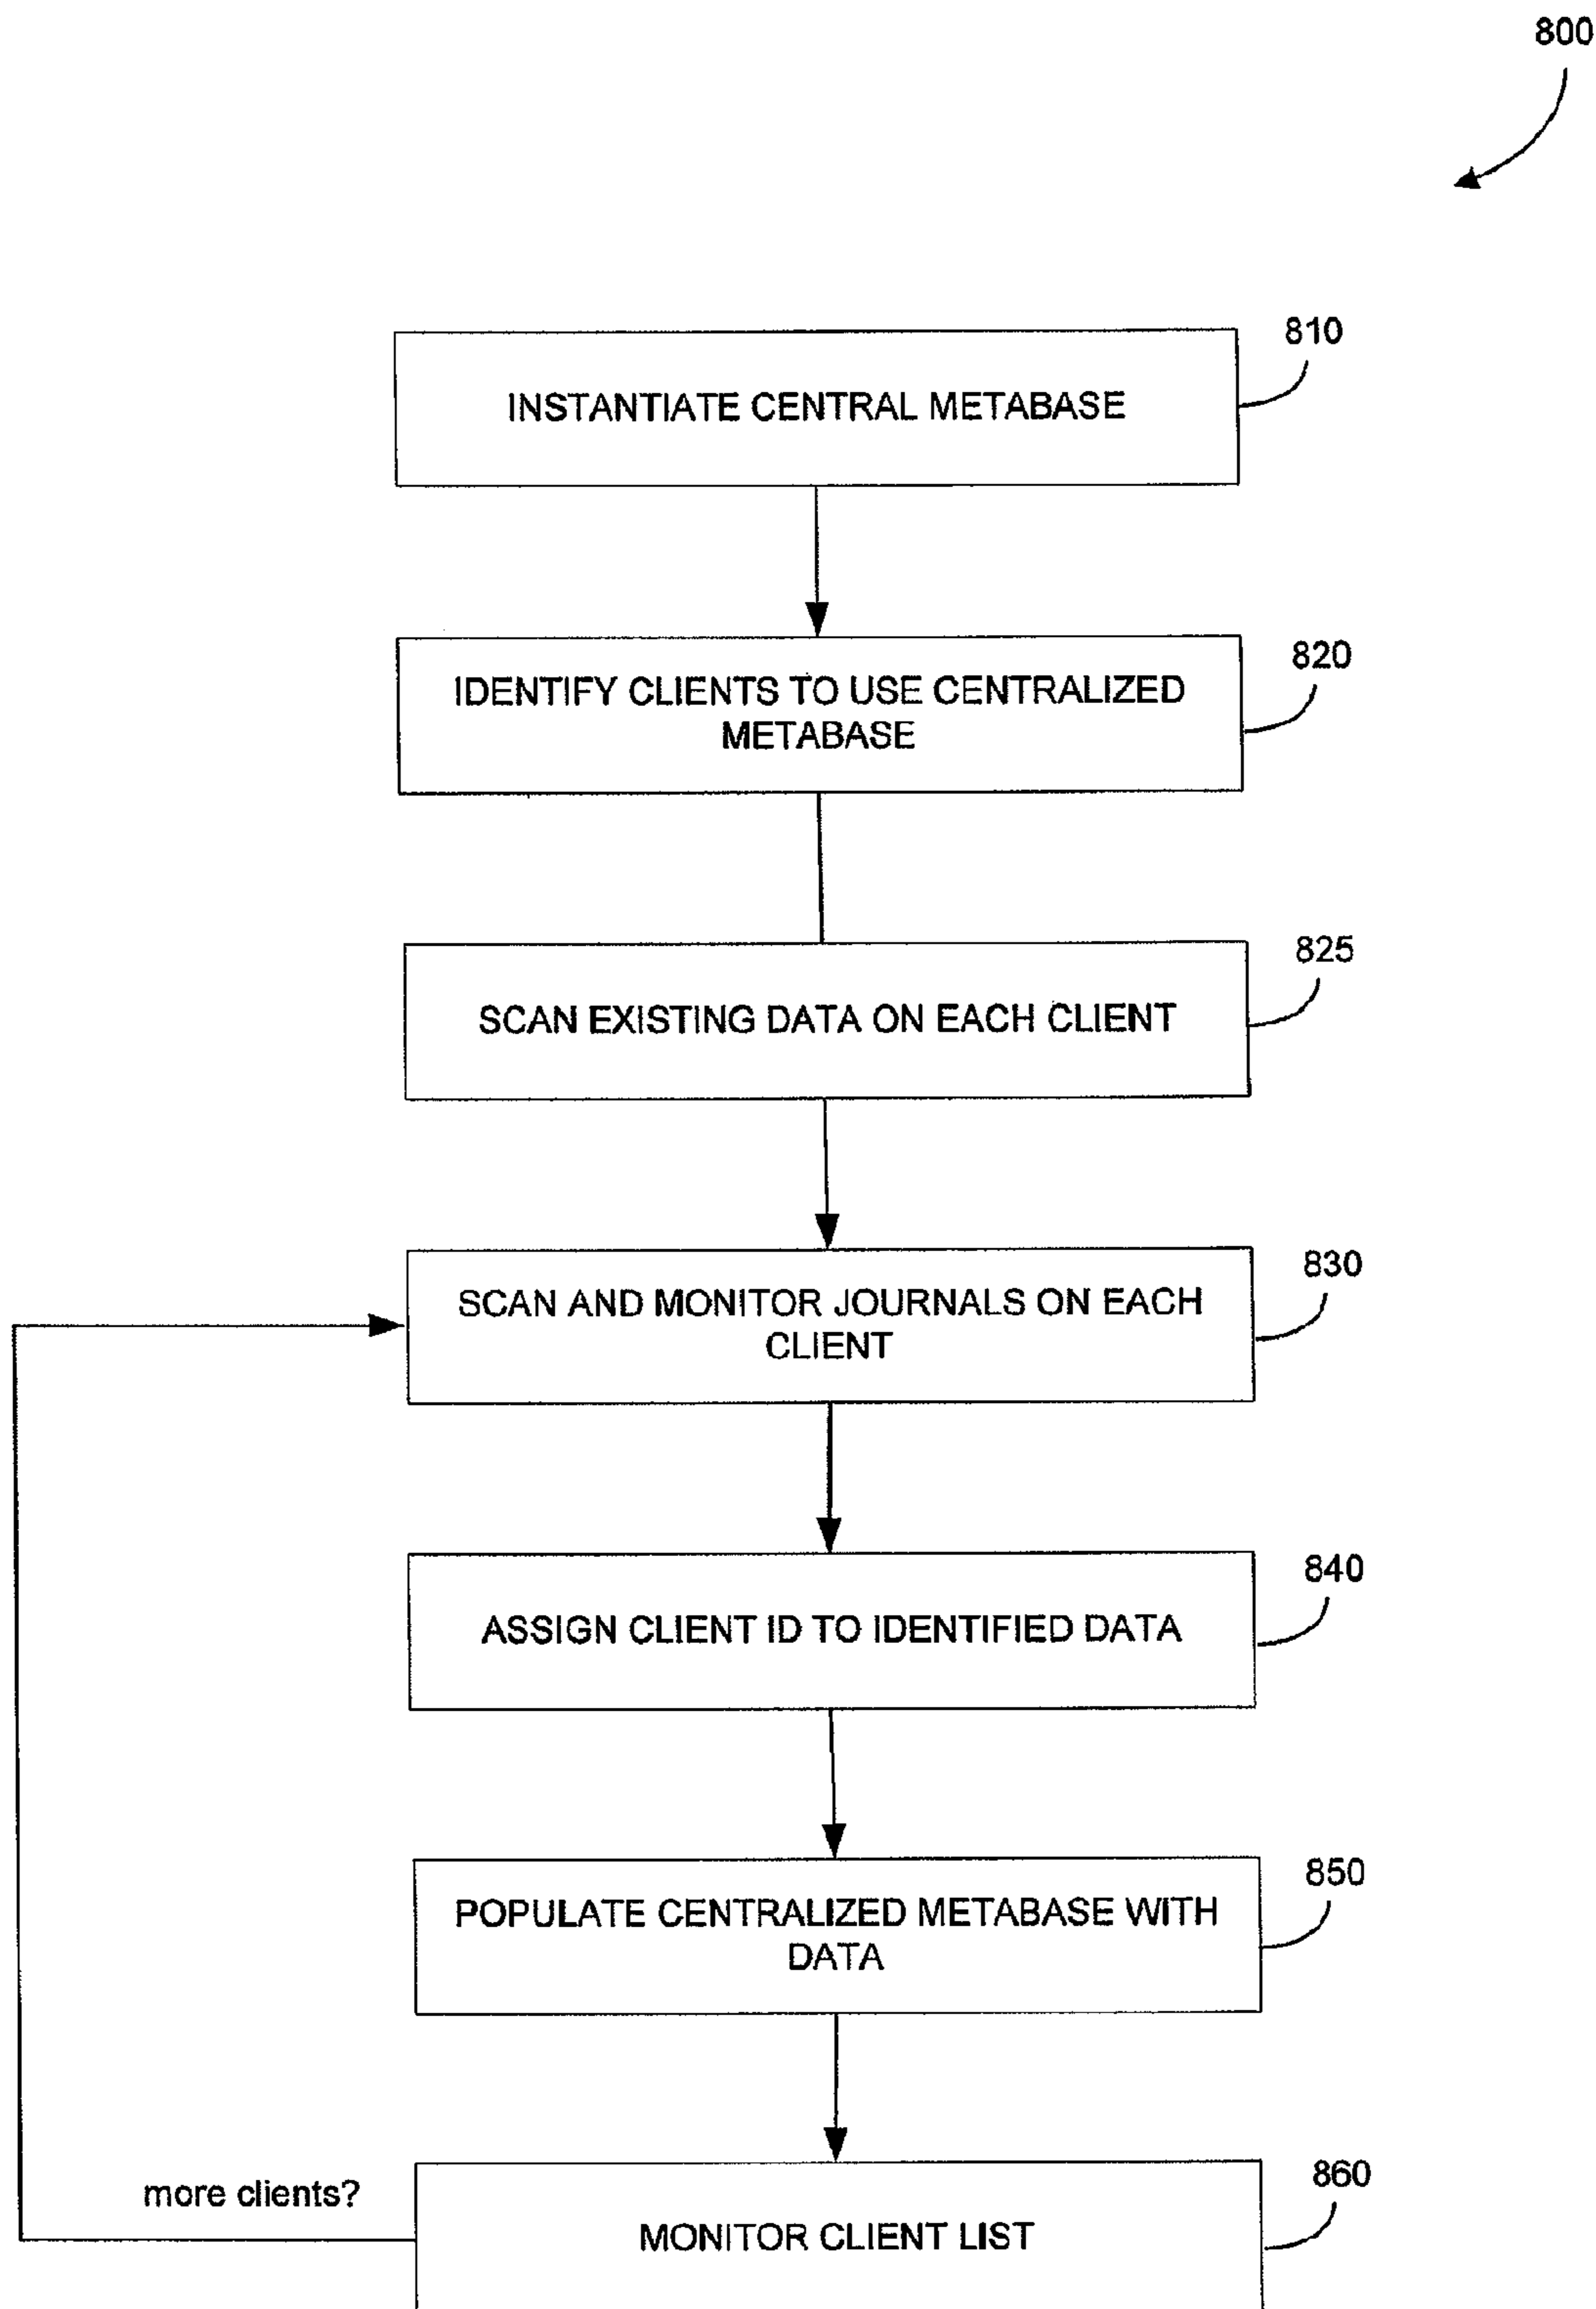 800
INSTANTIATE CENTRAL METABASE
810
IDENTIFY CLIENTS TO USE CENTRALIZED
METABASE
820
SCAN EXISTING DATA ON EACH CLIENT
825
SCAN AND MONITOR JOURNALS ON EACH
CLIENT
830
ASSIGN CLIENT ID TO IDENTIFIED DATA
840
POPULATE CENTRALIZED METABASE WITH
DATA
850
more clients?
MONITOR CLIENT LIST
860